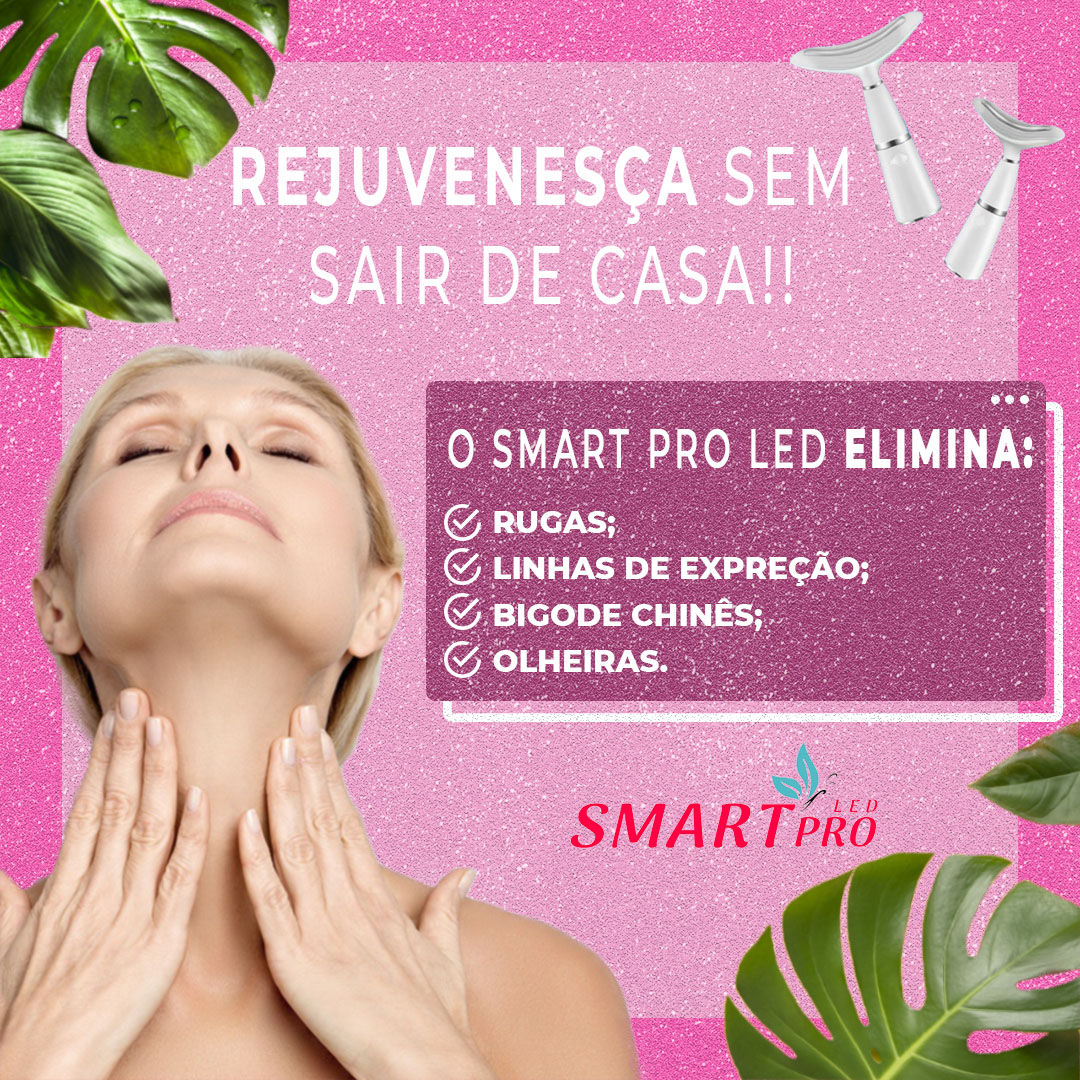 REJUVENESÇA SEM
SAIR DE CASA!!
O SMART PRO LED ELIMINA:
RUGAS;
LINHAS DE EXPREÇÃO;
BIGODE CHINÊS;
OLHEIRAS.
SMART PRO LED